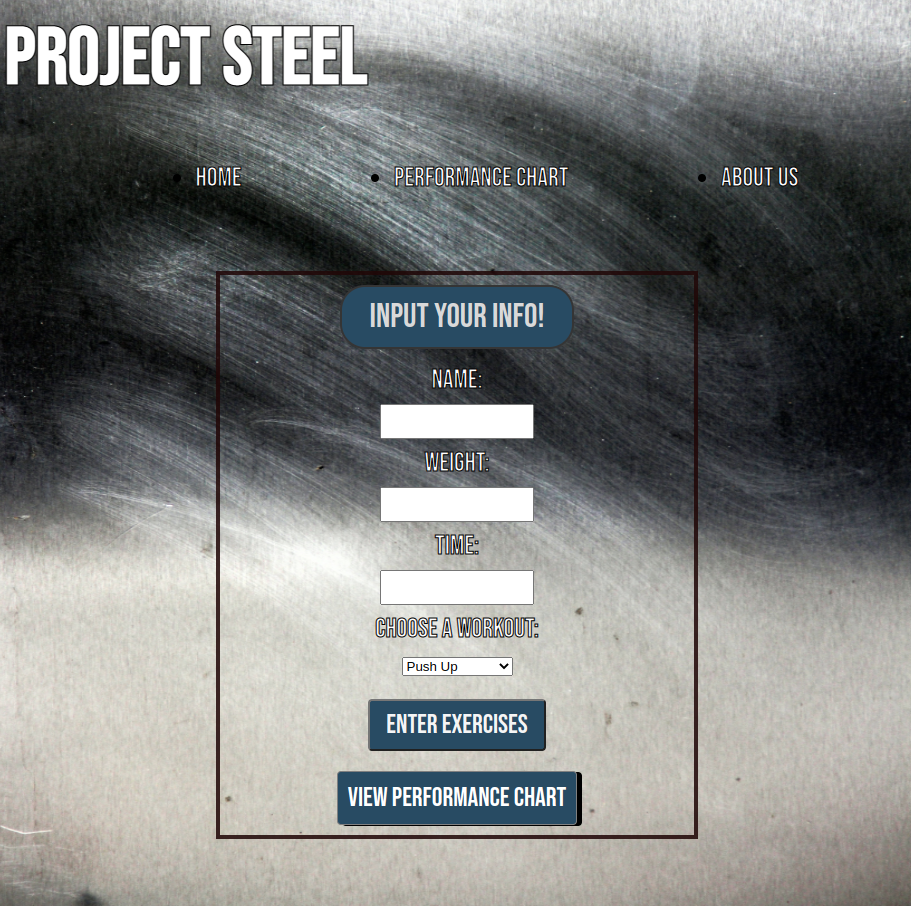 PROJECT STEEL
HOME PERFORMANCE CHART ABOUT US
INPUT YOUR INFO!
NAME:
WEIGHT:
TIME:
CHOOSE A WORKOUT:
Push Up
ENTER EXERCISES
VIEW PERFORMANCE CHART